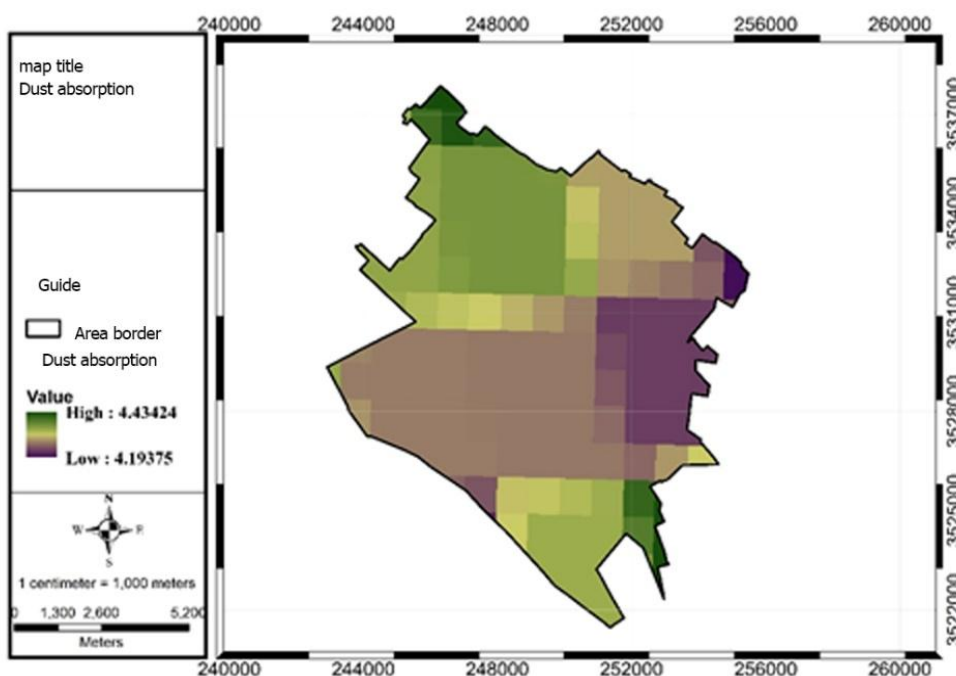 240000 244000 248000 252000 256000 260000
map title
Dust absorption
Guide
Area border
Dust absorption
Value
High : 4.43424
Low : 4.19375
N
W E
S
1 centimeter = 1,000 meters
0 1,300 2,600 5,200
Meters
3537000
3534000
3531000
3528000
3525000
3522000
240000 244000 248000 252000 256000 260000